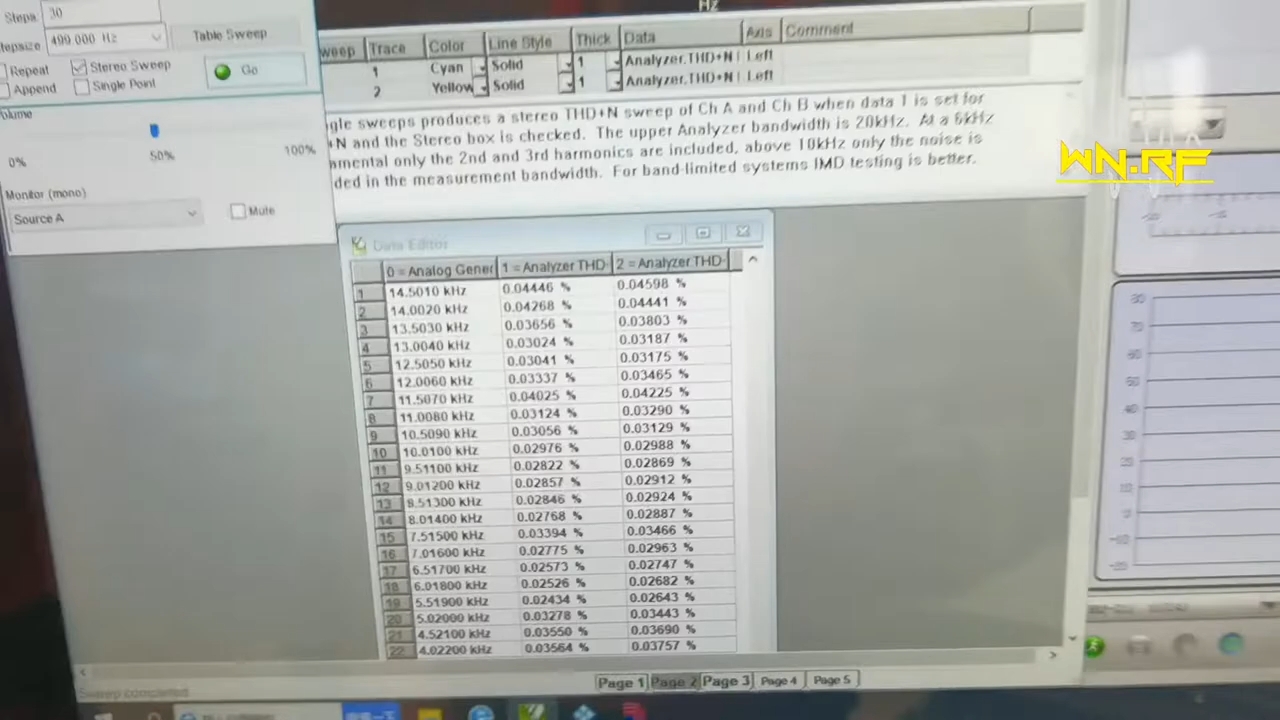 Hz
Steps: 30
tepsize 499.000 Hz Table Sweep
Repeat Stereo Sweep Go
Append Single Point
0% 50% 100%
Monitor (mono)
Source A Mute
weep Trace Color Line Style Thick Data Axis Comment
1 Cyan Solid 1 Analyzer.THD+N Left
2 Yellow Solid 1 Analyzer.THD+N Left
gle sweeps produces a stereo THD+N sweep of Ch A and Ch B when data 1 is set for
+N and the Stereo box is checked. The upper Analyzer bandwidth is 20kHz. At a 6kHz
amental only the 2nd and 3rd harmonics are included, above 10kHz only the noise is
ded in the measurement bandwidth. For band-limited systems IMD testing is better.
WN.RF
Data Editor
0 = Analog Gener 1 = Analyzer.THD- 2 = Analyzer.THD-
1 14.5010 kHz 0.04446 % 0.04598 %
2 14.0020 kHz 0.04268 % 0.04441 %
3 13.5030 kHz 0.03656 % 0.03803 %
4 13.0040 kHz 0.03024 % 0.03187 %
5 12.5050 kHz 0.03041 % 0.03175 %
6 12.0060 kHz 0.03337 % 0.03465 %
7 11.5070 kHz 0.04025 % 0.04225 %
8 11.0080 kHz 0.03124 % 0.03290 %
9 10.5090 kHz 0.03056 % 0.03129 %
10 10.0100 kHz 0.02976 % 0.02988 %
11 9.51100 kHz 0.02822 % 0.02869 %
12 9.01200 kHz 0.02857 % 0.02912 %
13 8.51300 kHz 0.02846 % 0.02924 %
14 8.01400 kHz 0.02768 % 0.02887 %
15 7.51500 kHz 0.03394 % 0.03466 %
16 7.01600 kHz 0.02775 % 0.02963 %
17 6.51700 kHz 0.02573 % 0.02747 %
18 6.01800 kHz 0.02526 % 0.02682 %
19 5.51900 kHz 0.02434 % 0.02643 %
20 5.02000 kHz 0.03278 % 0.03443 %
21 4.52100 kHz 0.03550 % 0.03690 %
22 4.02200 kHz 0.03564 % 0.03757 %
80
70
60
50
40
30
20
10
0
-10
-20
Page 1 Page 2 Page 3 Page 4 Page 5
Sweep completed